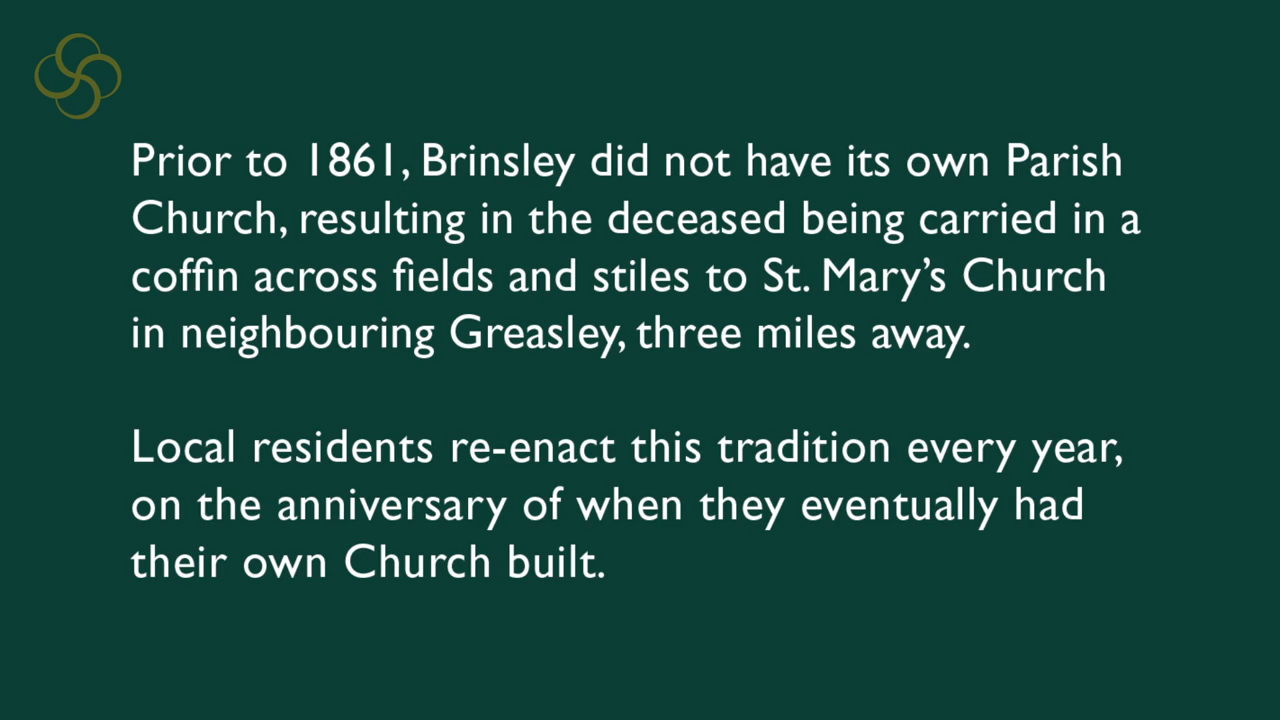 Prior to 1861, Brinsley did not have its own Parish
Church, resulting in the deceased being carried in a
coffin across fields and stiles to St. Mary’s Church
in neighbouring Greasley, three miles away.
Local residents re-enact this tradition every year,
on the anniversary of when they eventually had
their own Church built.